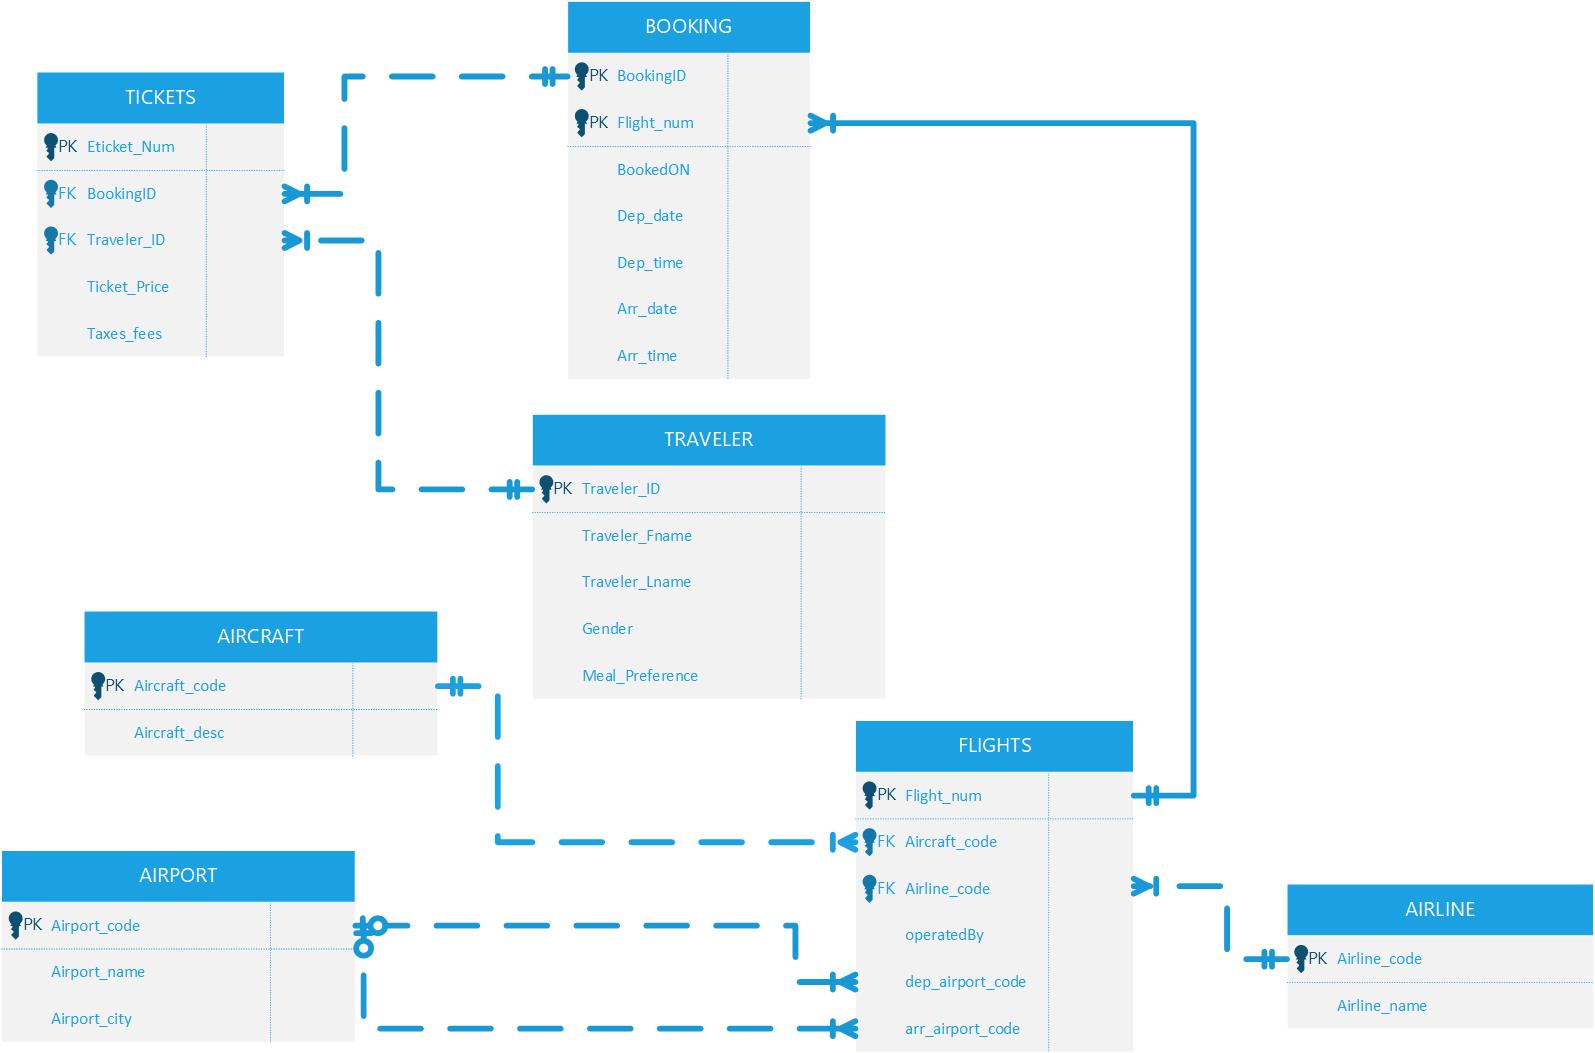 BOOKING
PK BookingID
PK Flight_num
BookedON
Dep_date
Dep_time
Arr_date
Arr_time
TICKETS
PK Eticket_Num
FK BookingID
FK Traveler_ID
Ticket_Price
Taxes_fees
TRAVELER
PK Traveler_ID
Traveler_Fname
Traveler_Lname
Gender
Meal_Preference
AIRCRAFT
PK Aircraft_code
Aircraft_desc
FLIGHTS
PK Flight_num
FK Aircraft_code
FK Airline_code
operatedBy
dep_airport_code
arr_airport_code
AIRPORT
PK Airport_code
Airport_name
Airport_city
AIRLINE
PK Airline_code
Airline_name